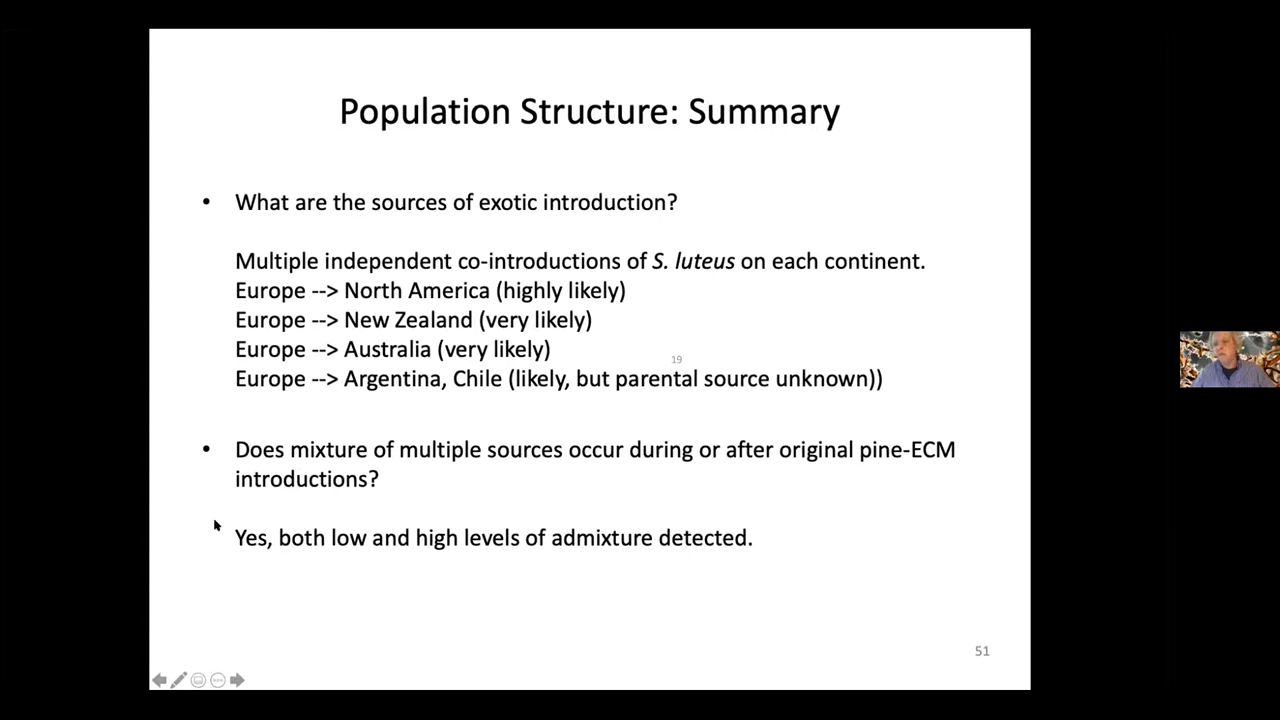 Population Structure: Summary
• What are the sources of exotic introduction?
Multiple independent co-introductions of S. luteus on each continent.
Europe --> North America (highly likely)
Europe --> New Zealand (very likely)
Europe --> Australia (very likely)
19
Europe --> Argentina, Chile (likely, but parental source unknown))
• Does mixture of multiple sources occur during or after original pine-ECM
introductions?
Yes, both low and high levels of admixture detected.
51